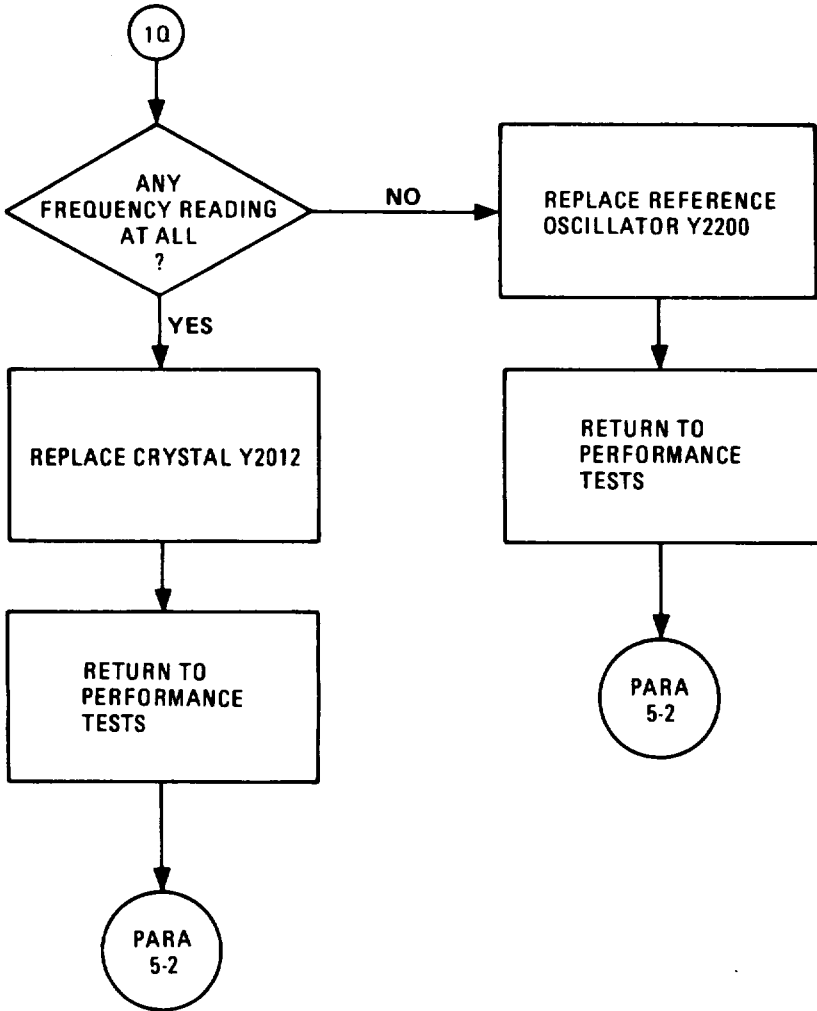 1Q
ANY
FREQUENCY READING
AT ALL
?
NO
REPLACE REFERENCE
OSCILLATOR Y2200
YES
REPLACE CRYSTAL Y2012
RETURN TO
PERFORMANCE
TESTS
RETURN TO
PERFORMANCE
TESTS
PARA
5-2
PARA
5-2